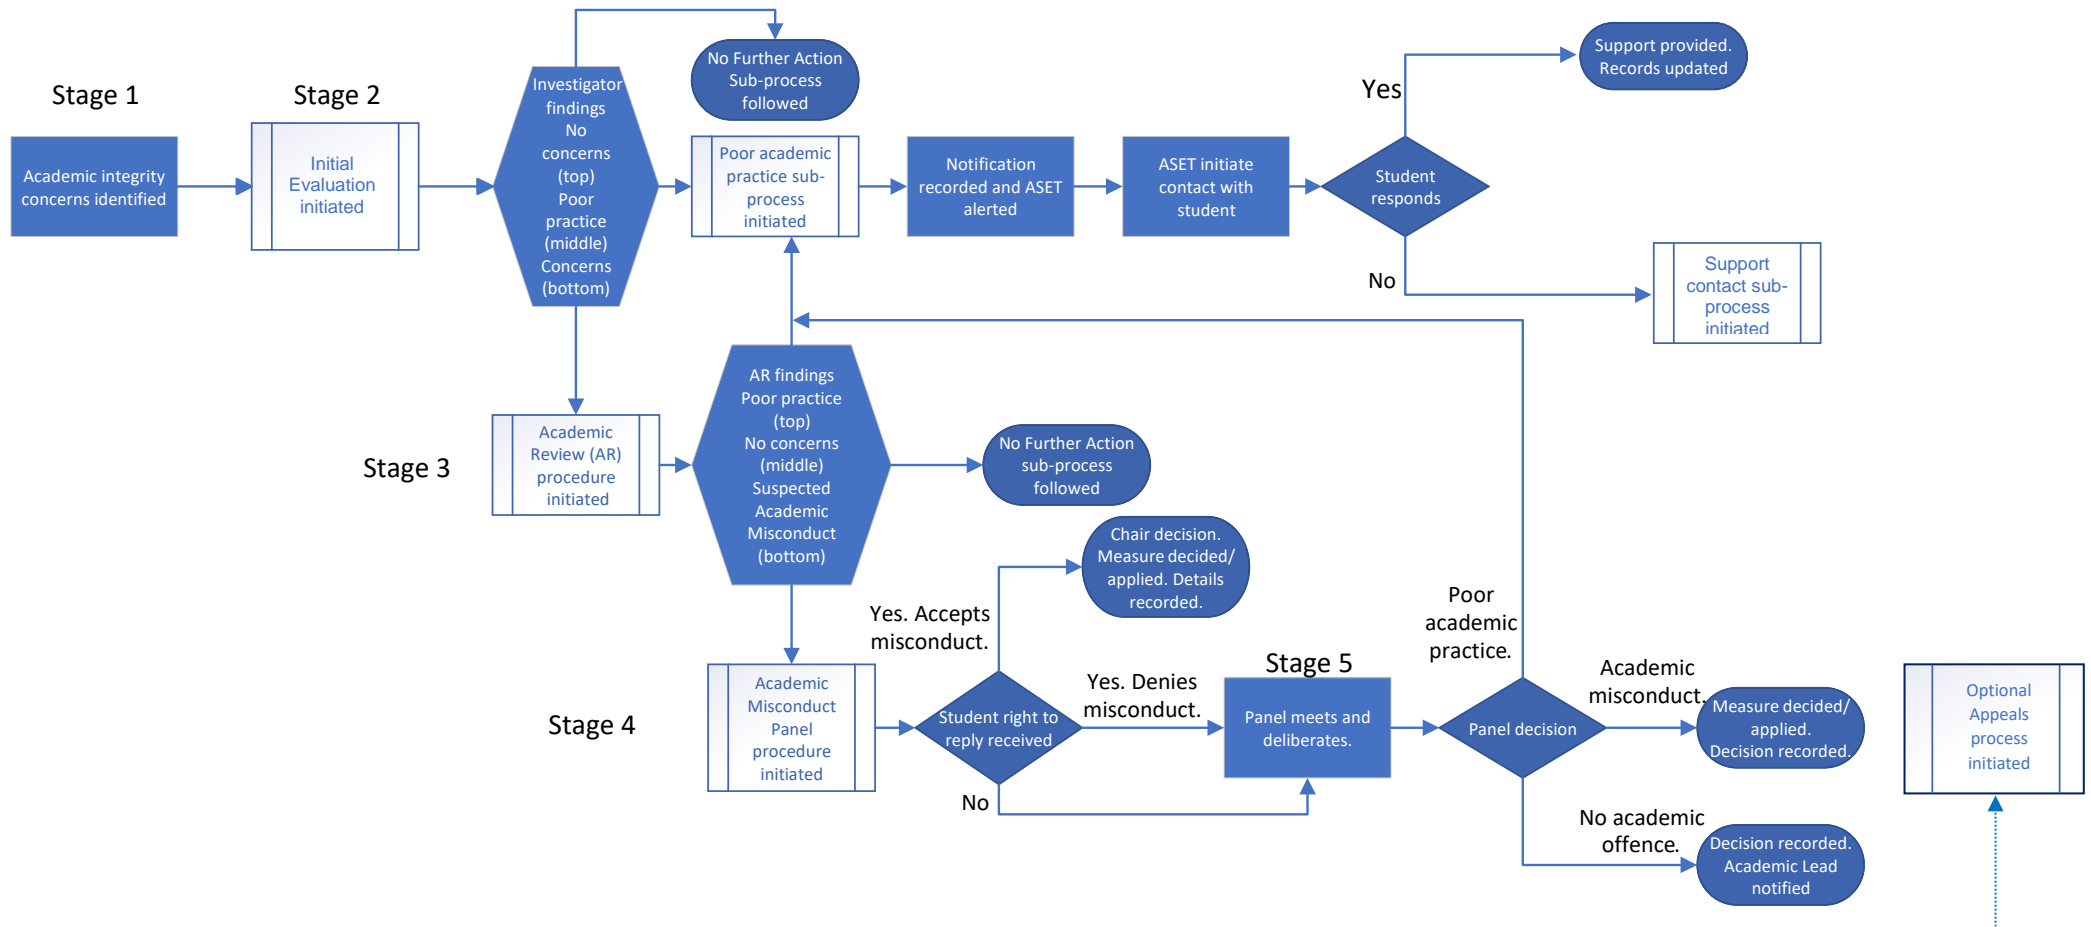 Stage 1
Academic integrity
concerns identified
Stage 2
Initial
Evaluation
initiated
Investigator
findings
No
concerns
(top)
Poor
practice
(middle)
Concerns
(bottom)
No Further Action
Sub-process
followed
Poor academic
practice sub-
process
initiated
Notification
recorded and ASET
alerted
ASET initiate
contact with
student
Student
responds
Yes
Support provided.
Records updated
No
Support
contact sub-
process
initiated
Stage 3
Academic
Review (AR)
procedure
initiated
AR findings
Poor practice
(top)
No concerns
(middle)
Suspected
Academic
Misconduct
(bottom)
No Further Action
sub-process
followed
Stage 4
Academic
Misconduct
Panel
procedure
initiated
Student right to
reply received
Yes. Accepts
misconduct.
Chair decision.
Measure decided/
applied. Details
recorded.
Yes. Denies
misconduct.
No
Stage 5
Panel meets and
deliberates.
Panel decision
Poor
academic
practice.
Academic
misconduct.
Measure decided/
applied.
Decision recorded.
No academic
offence.
Decision recorded.
Academic Lead
notified
Optional
Appeals
process
initiated